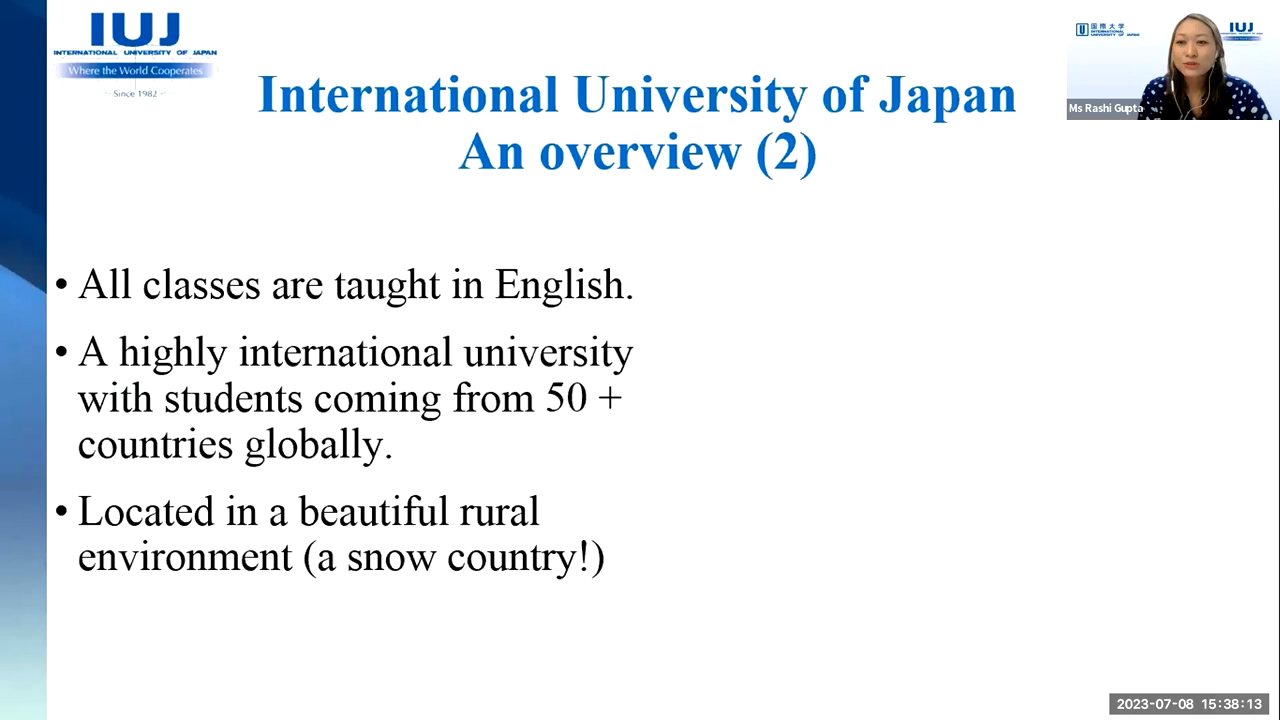 IUJ
INTERNATIONAL UNIVERSITY OF JAPAN
Where the World Cooperates
Since 1982
International University of Japan
An overview (2)
• All classes are taught in English.
• A highly international university
with students coming from 50 +
countries globally.
• Located in a beautiful rural
environment (a snow country!)
国際大学
INTERNATIONAL
UNIVERSITY OF JAPAN
IUJ
Ms Rashi Gupta
2023-07-08 15:38:13